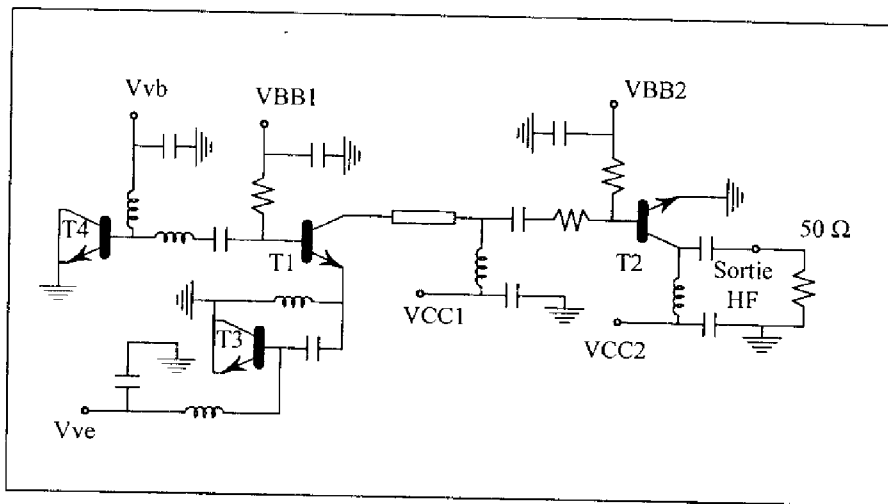 Vvb
VBB1
VBB2
T4
T1
T2
50 Ω
Sortie
HF
T3
VCC1
VCC2
Vve